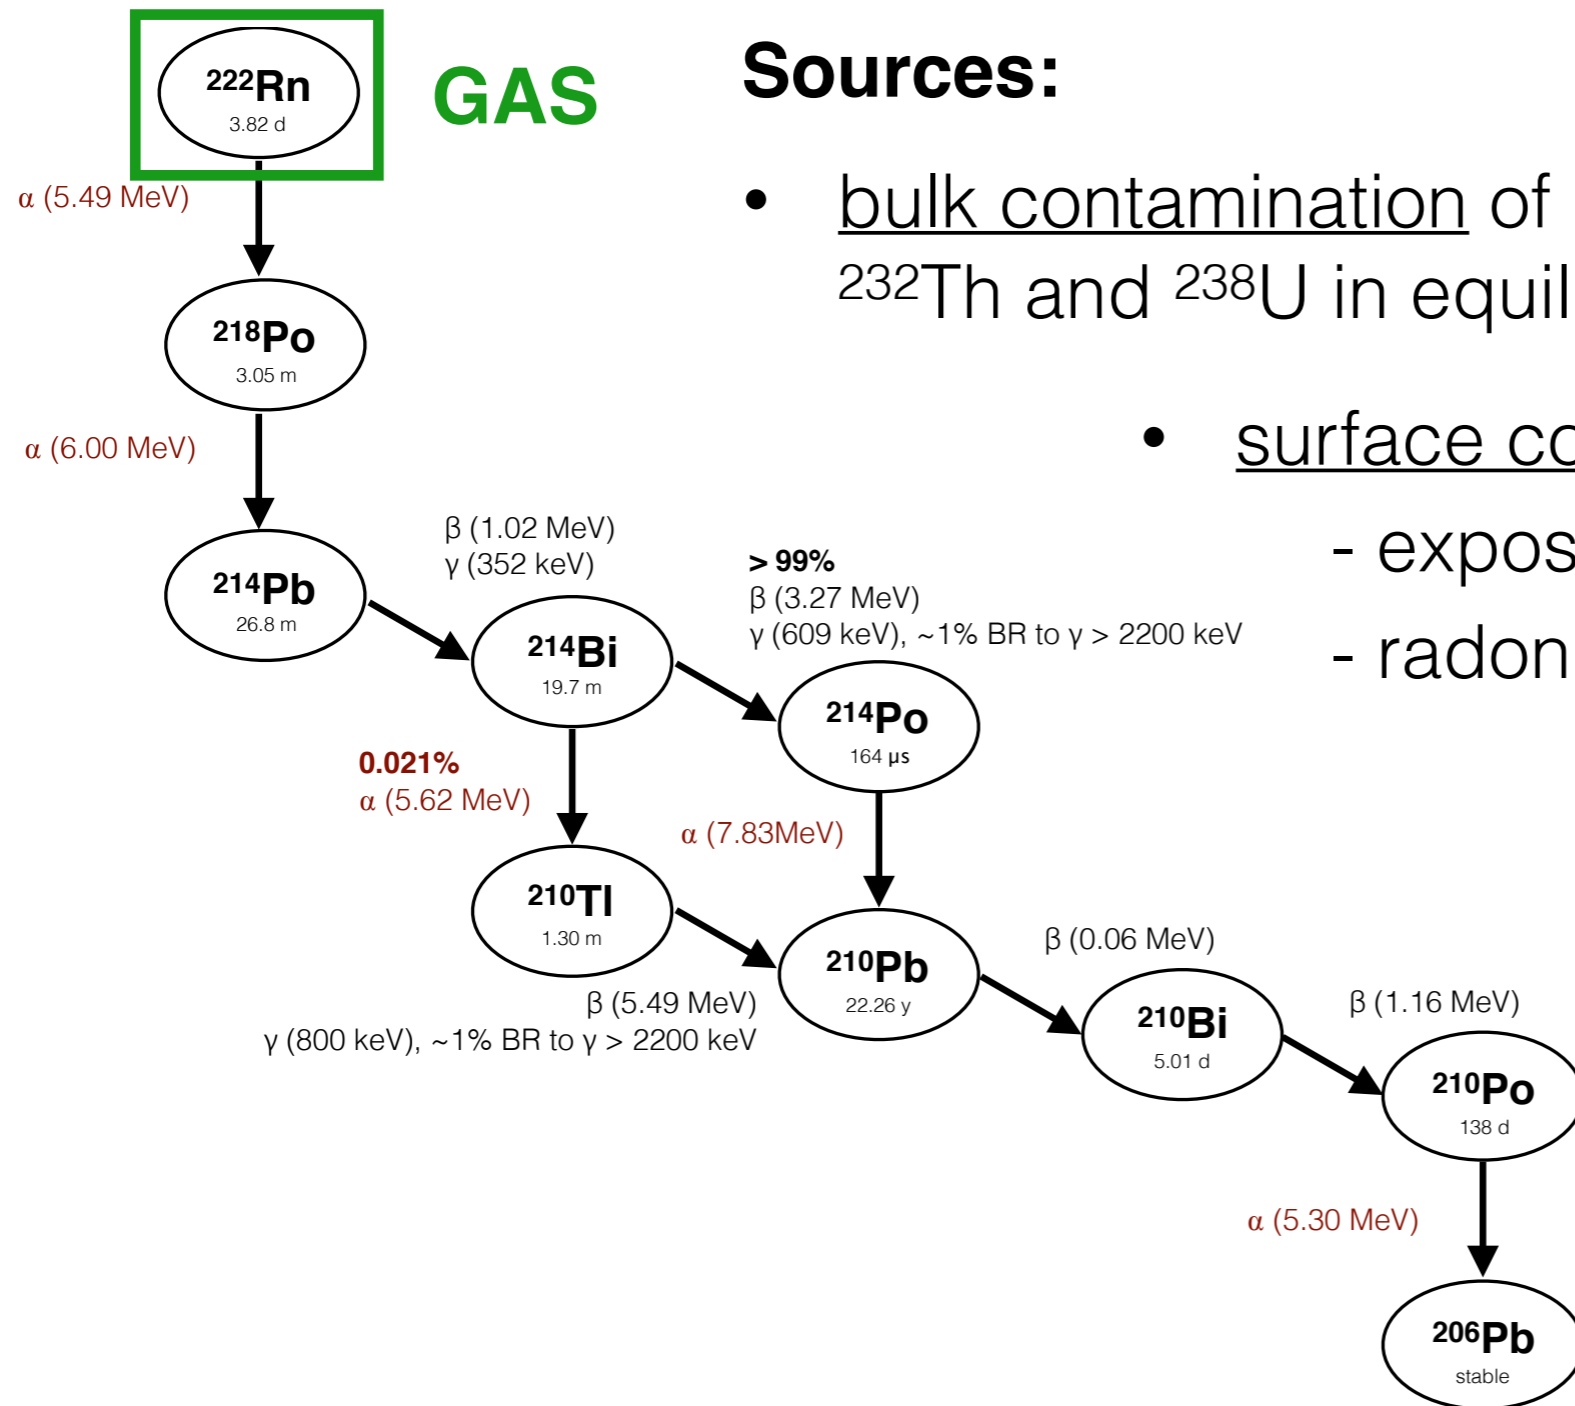 ²²²Rn
3.82 d
GAS
Sources:
α (5.49 MeV)
• bulk contamination of
²³²Th and ²³⁸U in equil
²¹⁸Po
3.05 m
• surface co
α (6.00 MeV)
- expos
- radon
²¹⁴Pb
26.8 m
β (1.02 MeV)
γ (352 keV)
> 99%
β (3.27 MeV)
γ (609 keV), ~1% BR to γ > 2200 keV
²¹⁴Bi
19.7 m
²¹⁴Po
164 μs
0.021%
α (5.62 MeV)
α (7.83MeV)
²¹⁰Tl
1.30 m
β (5.49 MeV)
γ (800 keV), ~1% BR to γ > 2200 keV
²¹⁰Pb
22.26 y
β (0.06 MeV)
²¹⁰Bi
5.01 d
β (1.16 MeV)
²¹⁰Po
138 d
α (5.30 MeV)
²⁰⁶Pb
stable